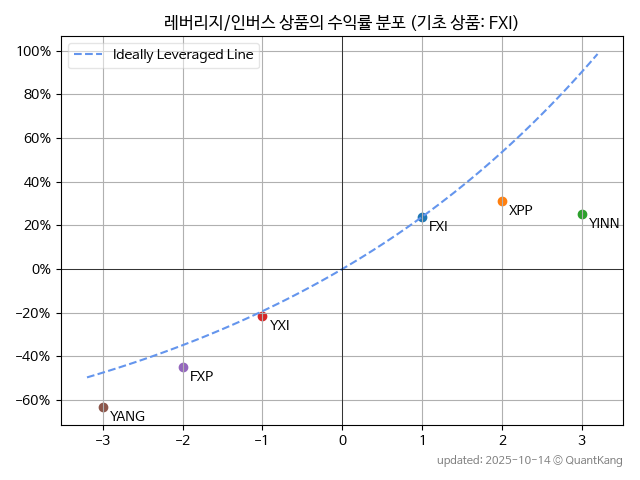 레버리지/인버스 상품의 수익률 분포 (기초 상품: FXI)
100%
80%
60%
40%
20%
0%
−20%
−40%
−60%
Ideally Leveraged Line
FXI
XPP
YINN
YXI
FXP
YANG
−3
−2
−1
0
1
2
3
updated: 2025-10-14 © QuantKang